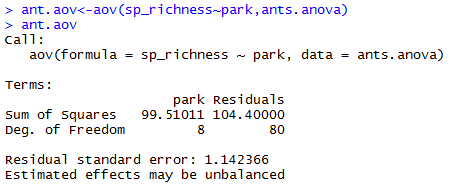 > ant.aov<-aov(sp_richness~park,ants.anova)
> ant.aov
Call:
   aov(formula = sp_richness ~ park, data = ants.anova)

Terms:
                     park Residuals
Sum of Squares   99.51011 104.40000
Deg. of Freedom         8        80

Residual standard error: 1.142366
Estimated effects may be unbalanced